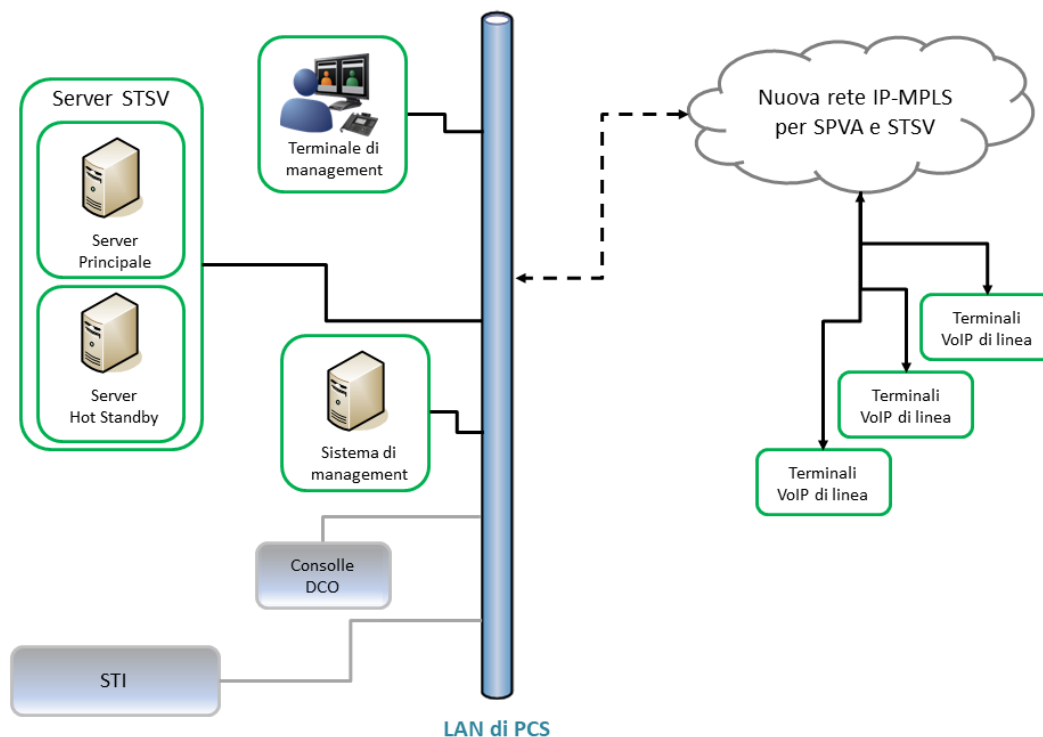 Server STSV
Server
Principale
Server
Hot Standby
Terminale di
management
Sistema di
management
Consolle
DCO
STI
LAN di PCS
Nuova rete IP-MPLS
per SPVA e STSV
Terminali
VoIP di linea
Terminali
VoIP di linea
Terminali
VoIP di linea